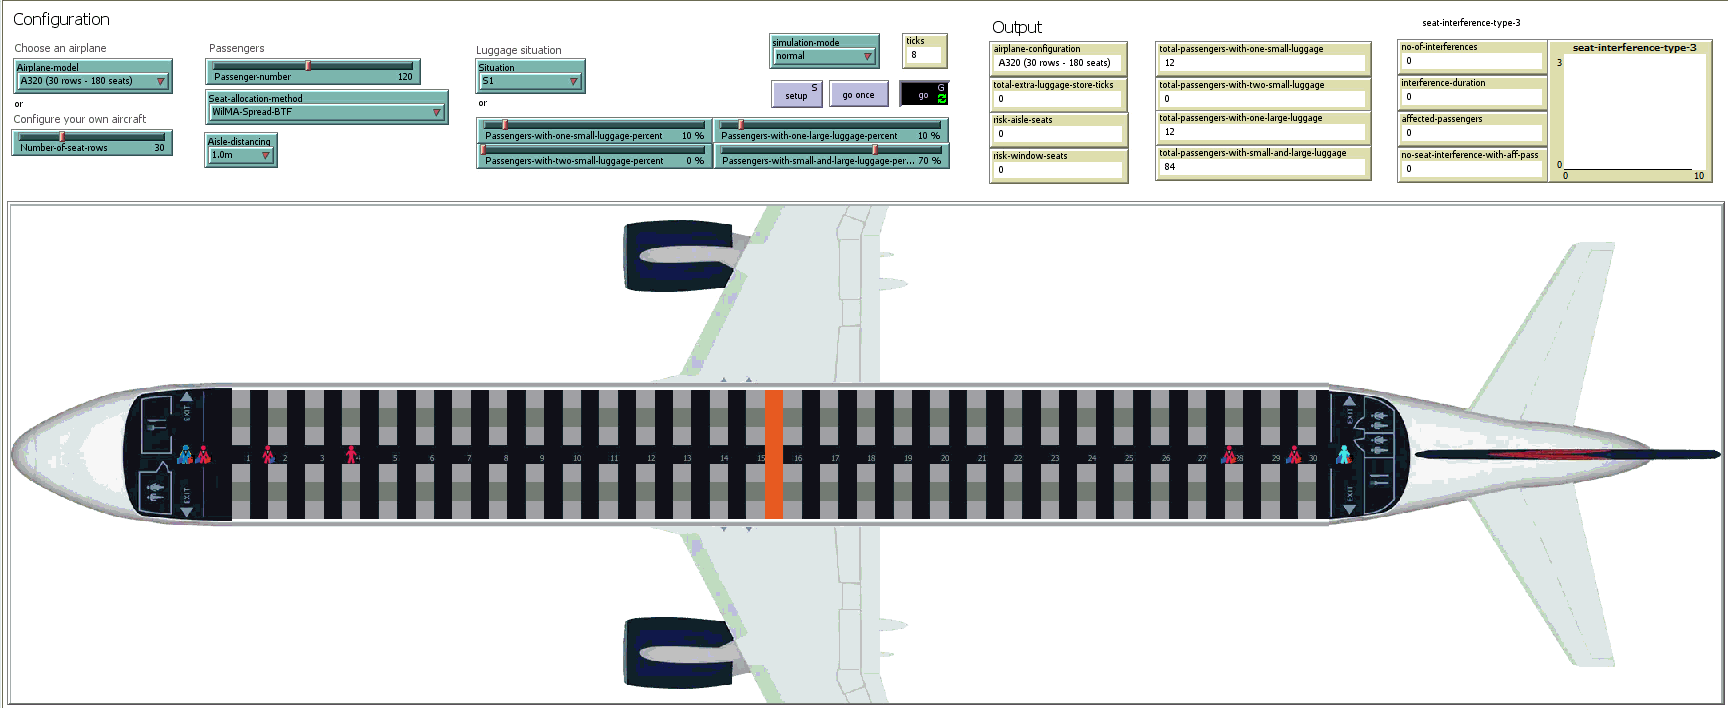 Configuration
Choose an airplane
Airplane-model
A320 (30 rows - 180 seats)
or
Configure your own aircraft
Number-of-seat-rows 30
Passengers
Passenger-number 120
Seat-allocation-method
WilMA-Spread-BTF
Aisle-distancing
1.0m
Luggage situation
Situation
S1
or
Passengers-with-one-small-luggage-percent 10 %
Passengers-with-one-large-luggage-percent 10 %
Passengers-with-two-small-luggage-percent 0 %
Passengers-with-small-and-large-luggage-per... 70 %
simulation-mode
normal
ticks
8
setup S
go once
go G
Output
airplane-configuration
A320 (30 rows - 180 seats)
total-extra-luggage-store-ticks
0
risk-aisle-seats
0
risk-window-seats
0
total-passengers-with-one-small-luggage
12
total-passengers-with-two-small-luggage
0
total-passengers-with-one-large-luggage
12
total-passengers-with-small-and-large-luggage
84
seat-interference-type-3
no-of-interferences
0
interference-duration
0
affected-passengers
0
no-seat-interference-with-aff-pass
0
seat-interference-type-3
3
0
0 10
EXIT EXIT
1 2 3 5 6 7 8 9 10 11 12 13 14 15 16 17 18 19 20 21 22 23 24 25 26 27 28 29 30
EXIT EXIT